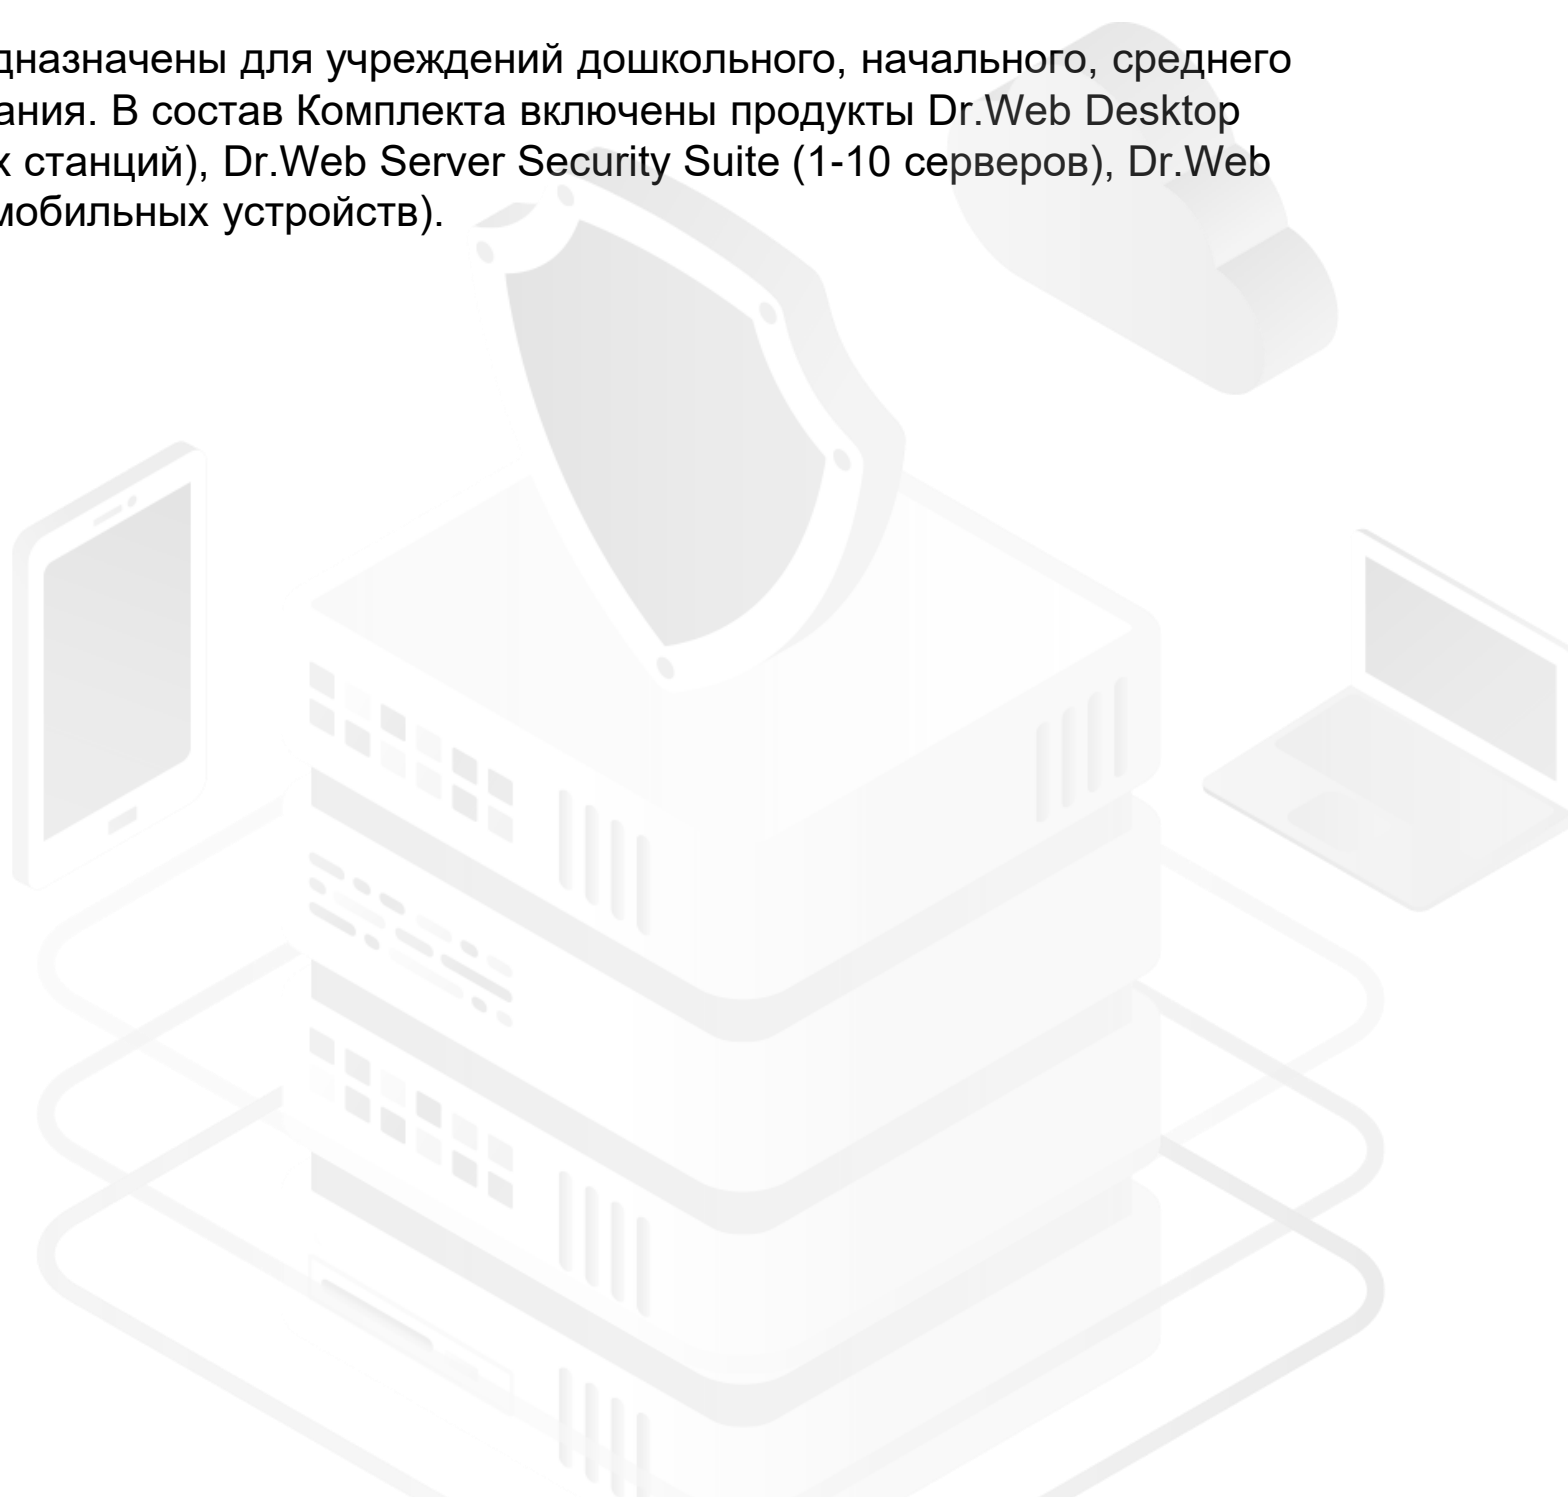 дназначены для учреждений дошкольного, начального, среднего
ания. В состав Комплекта включены продукты Dr.Web Desktop
х станций), Dr.Web Server Security Suite (1-10 серверов), Dr.Web
мобильных устройств).